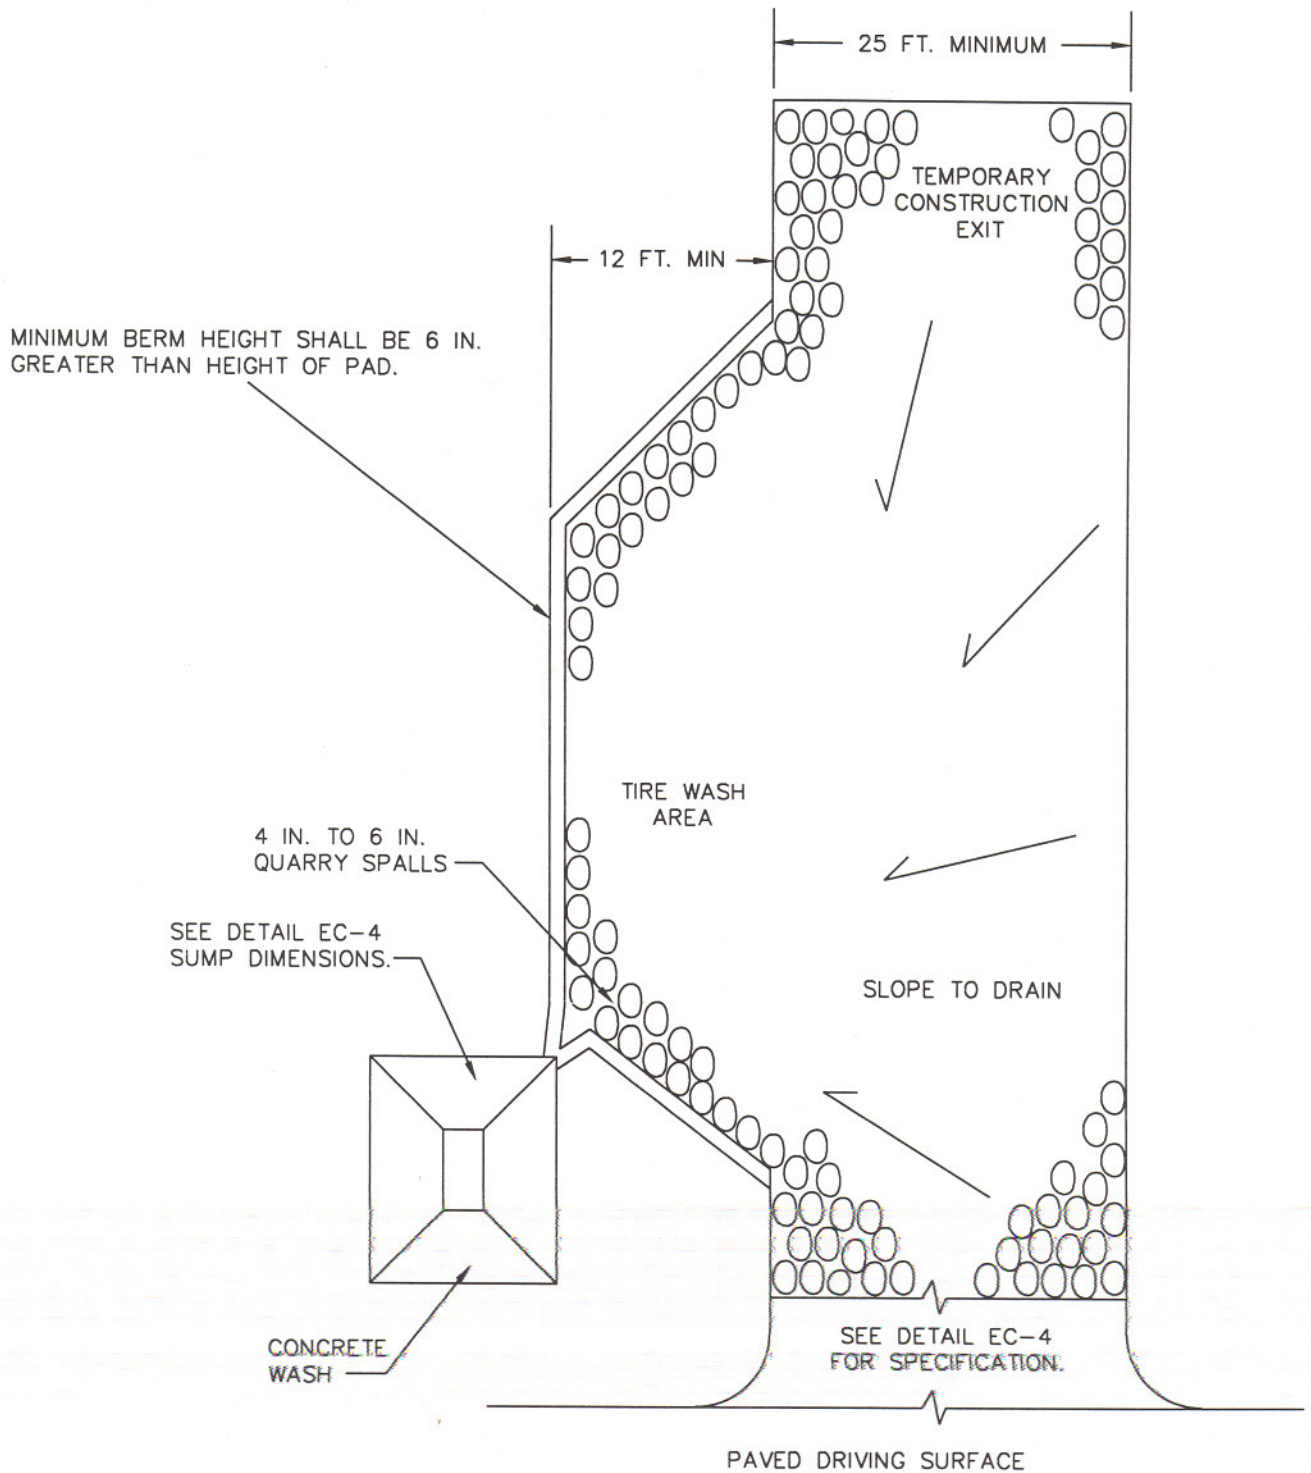 25 FT. MINIMUM
TEMPORARY
CONSTRUCTION
EXIT
12 FT. MIN
MINIMUM BERM HEIGHT SHALL BE 6 IN.
GREATER THAN HEIGHT OF PAD.
TIRE WASH
AREA
4 IN. TO 6 IN.
QUARRY SPALLS
SEE DETAIL EC-4
SUMP DIMENSIONS.
SLOPE TO DRAIN
CONCRETE
WASH
SEE DETAIL EC-4
FOR SPECIFICATION.
PAVED DRIVING SURFACE